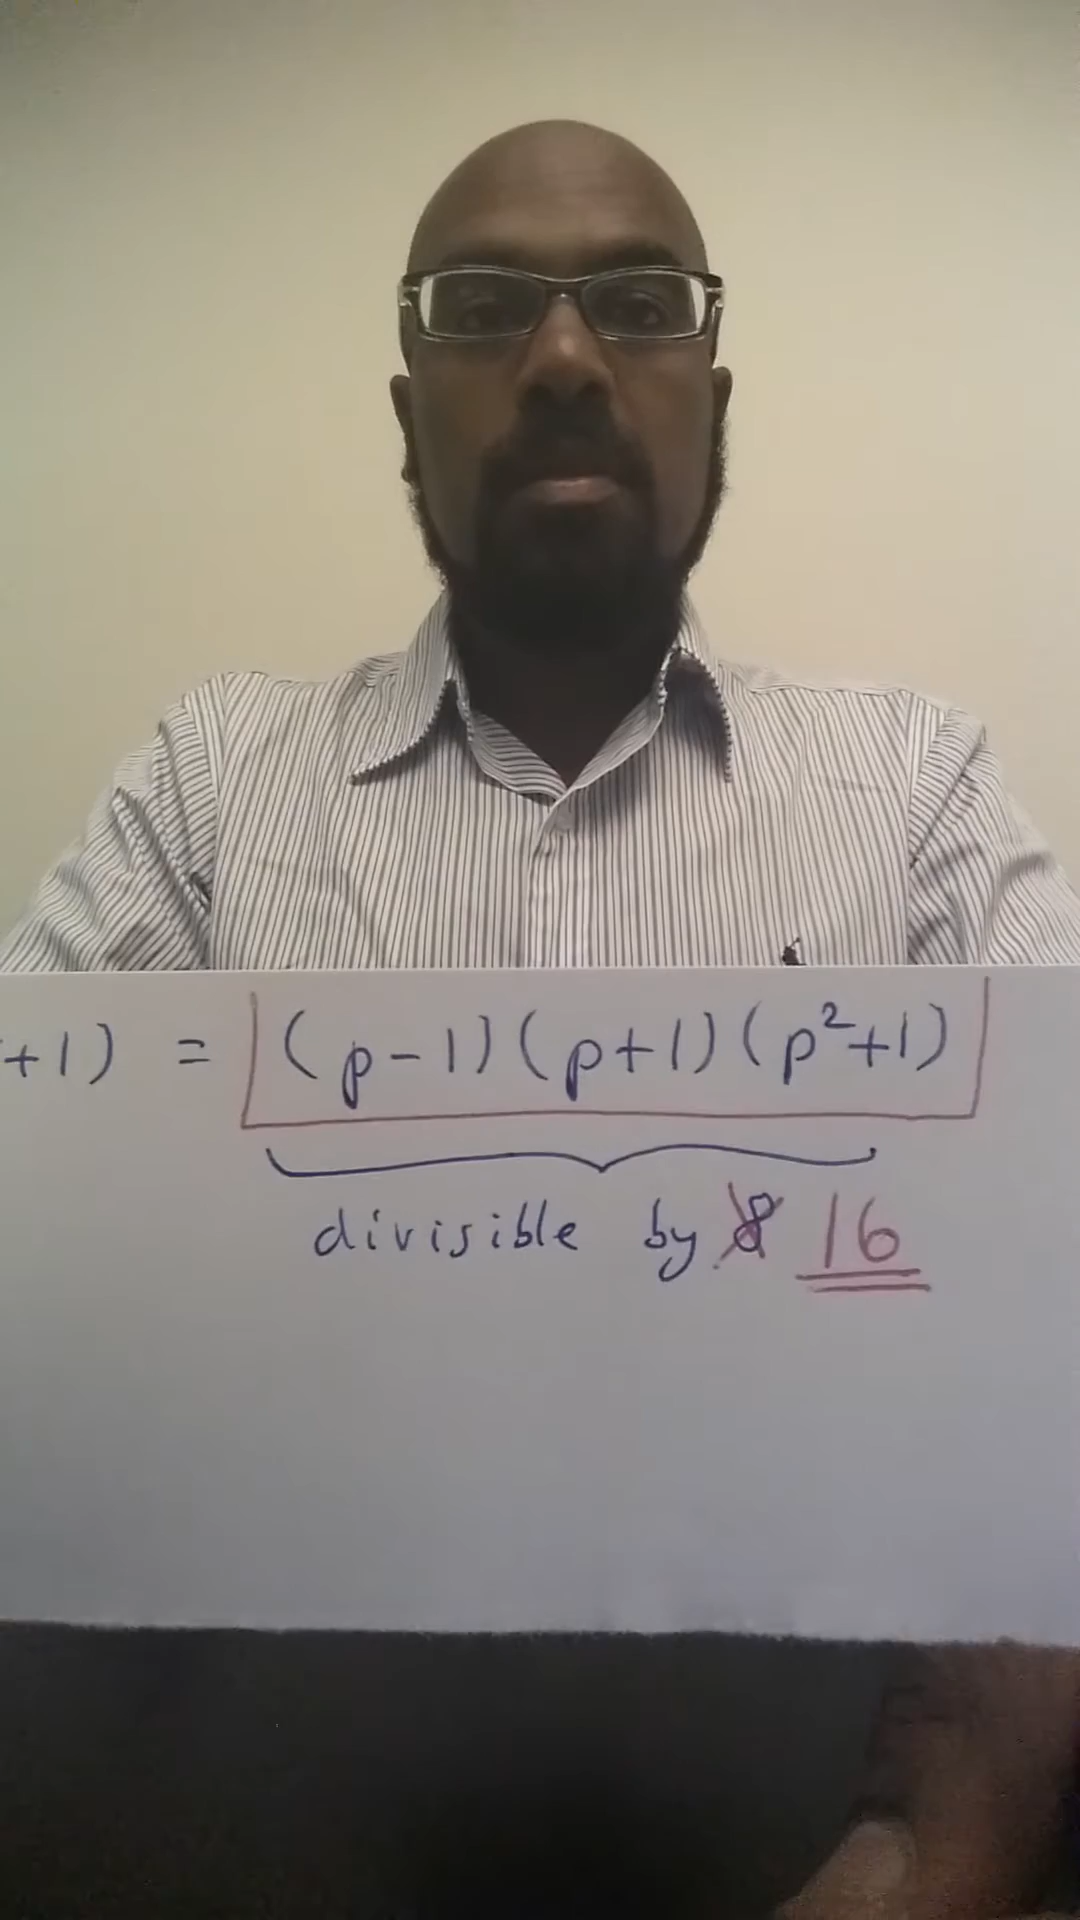 +1) = (p-1)(p+1)(p²+1)
divisible by 8 16